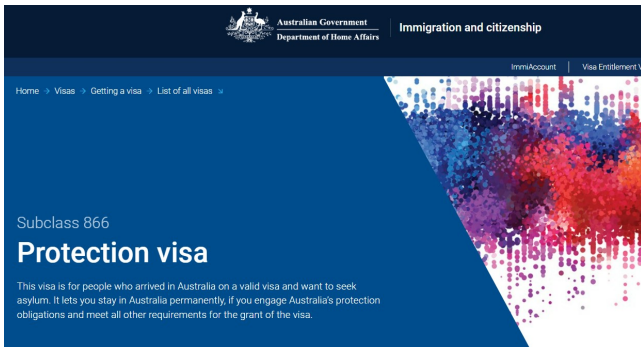 Australian Government
Department of Home Affairs
Immigration and citizenship
ImmiAccount
Visa Entitlement V
Home → Visas → Getting a visa → List of all visas
Subclass 866
Protection visa
This visa is for people who arrived in Australia on a valid visa and want to seek
asylum. It lets you stay in Australia permanently, if you engage Australia's protection
obligations and meet all other requirements for the grant of the visa.